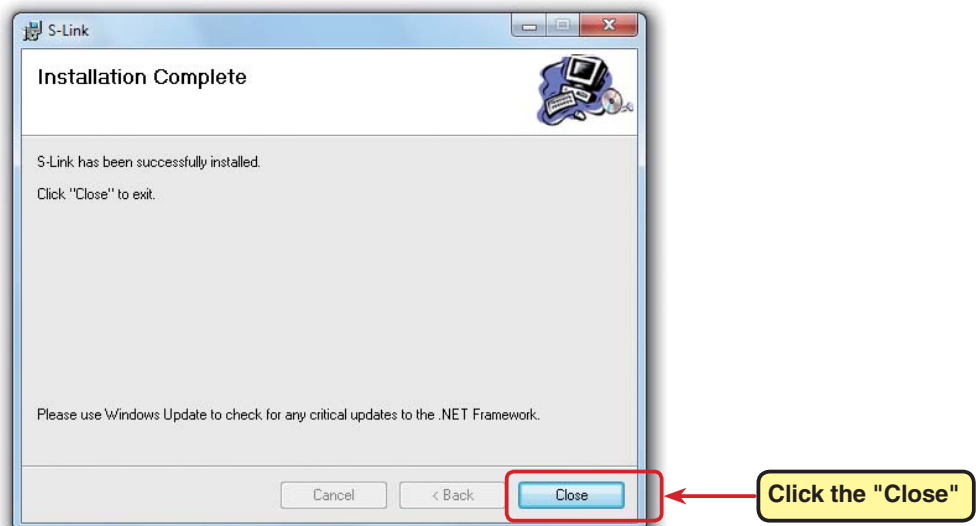 S-Link
Installation Complete
S-Link has been successfully installed.
Click "Close" to exit.
Please use Windows Update to check for any critical updates to the .NET Framework.
Cancel
< Back
Close
Click the "Close"